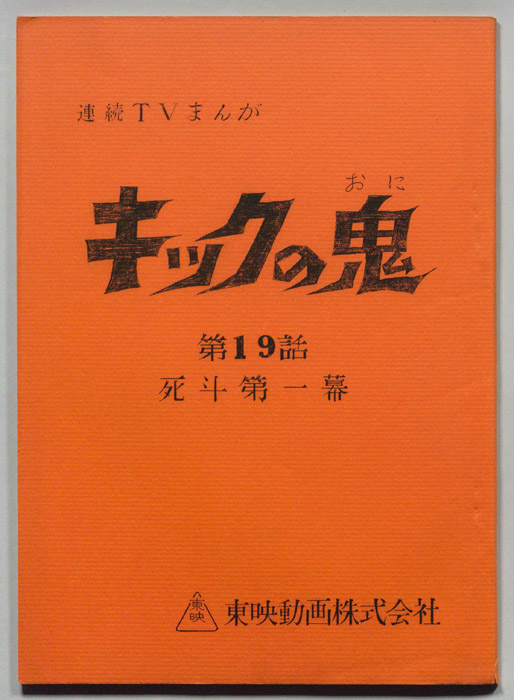 連続TVまんが
おに
キックの鬼
第19話
死斗第一幕
東映 東映動画株式会社